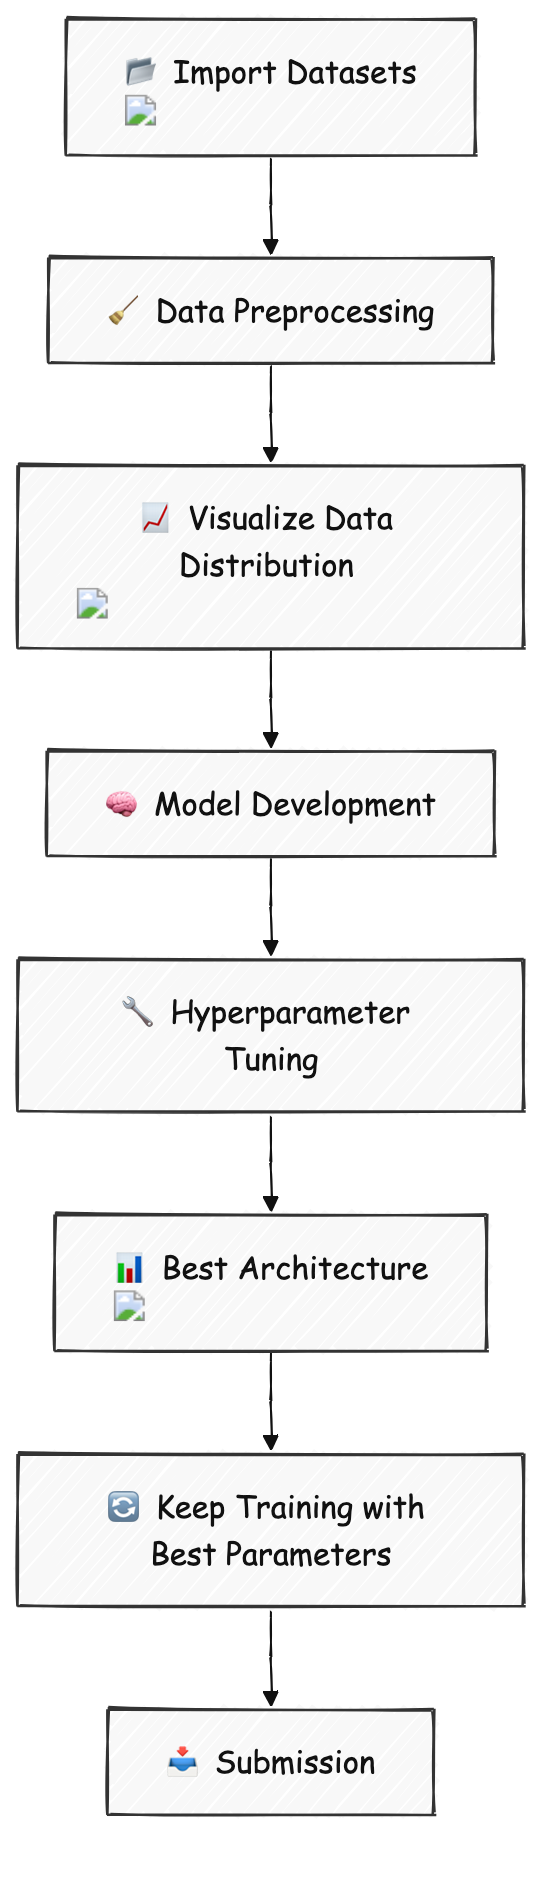 Import Datasets
Data Preprocessing
Visualize Data
Distribution
Model Development
Hyperparameter
Tuning
Best Architecture
Keep Training with
Best Parameters
Submission